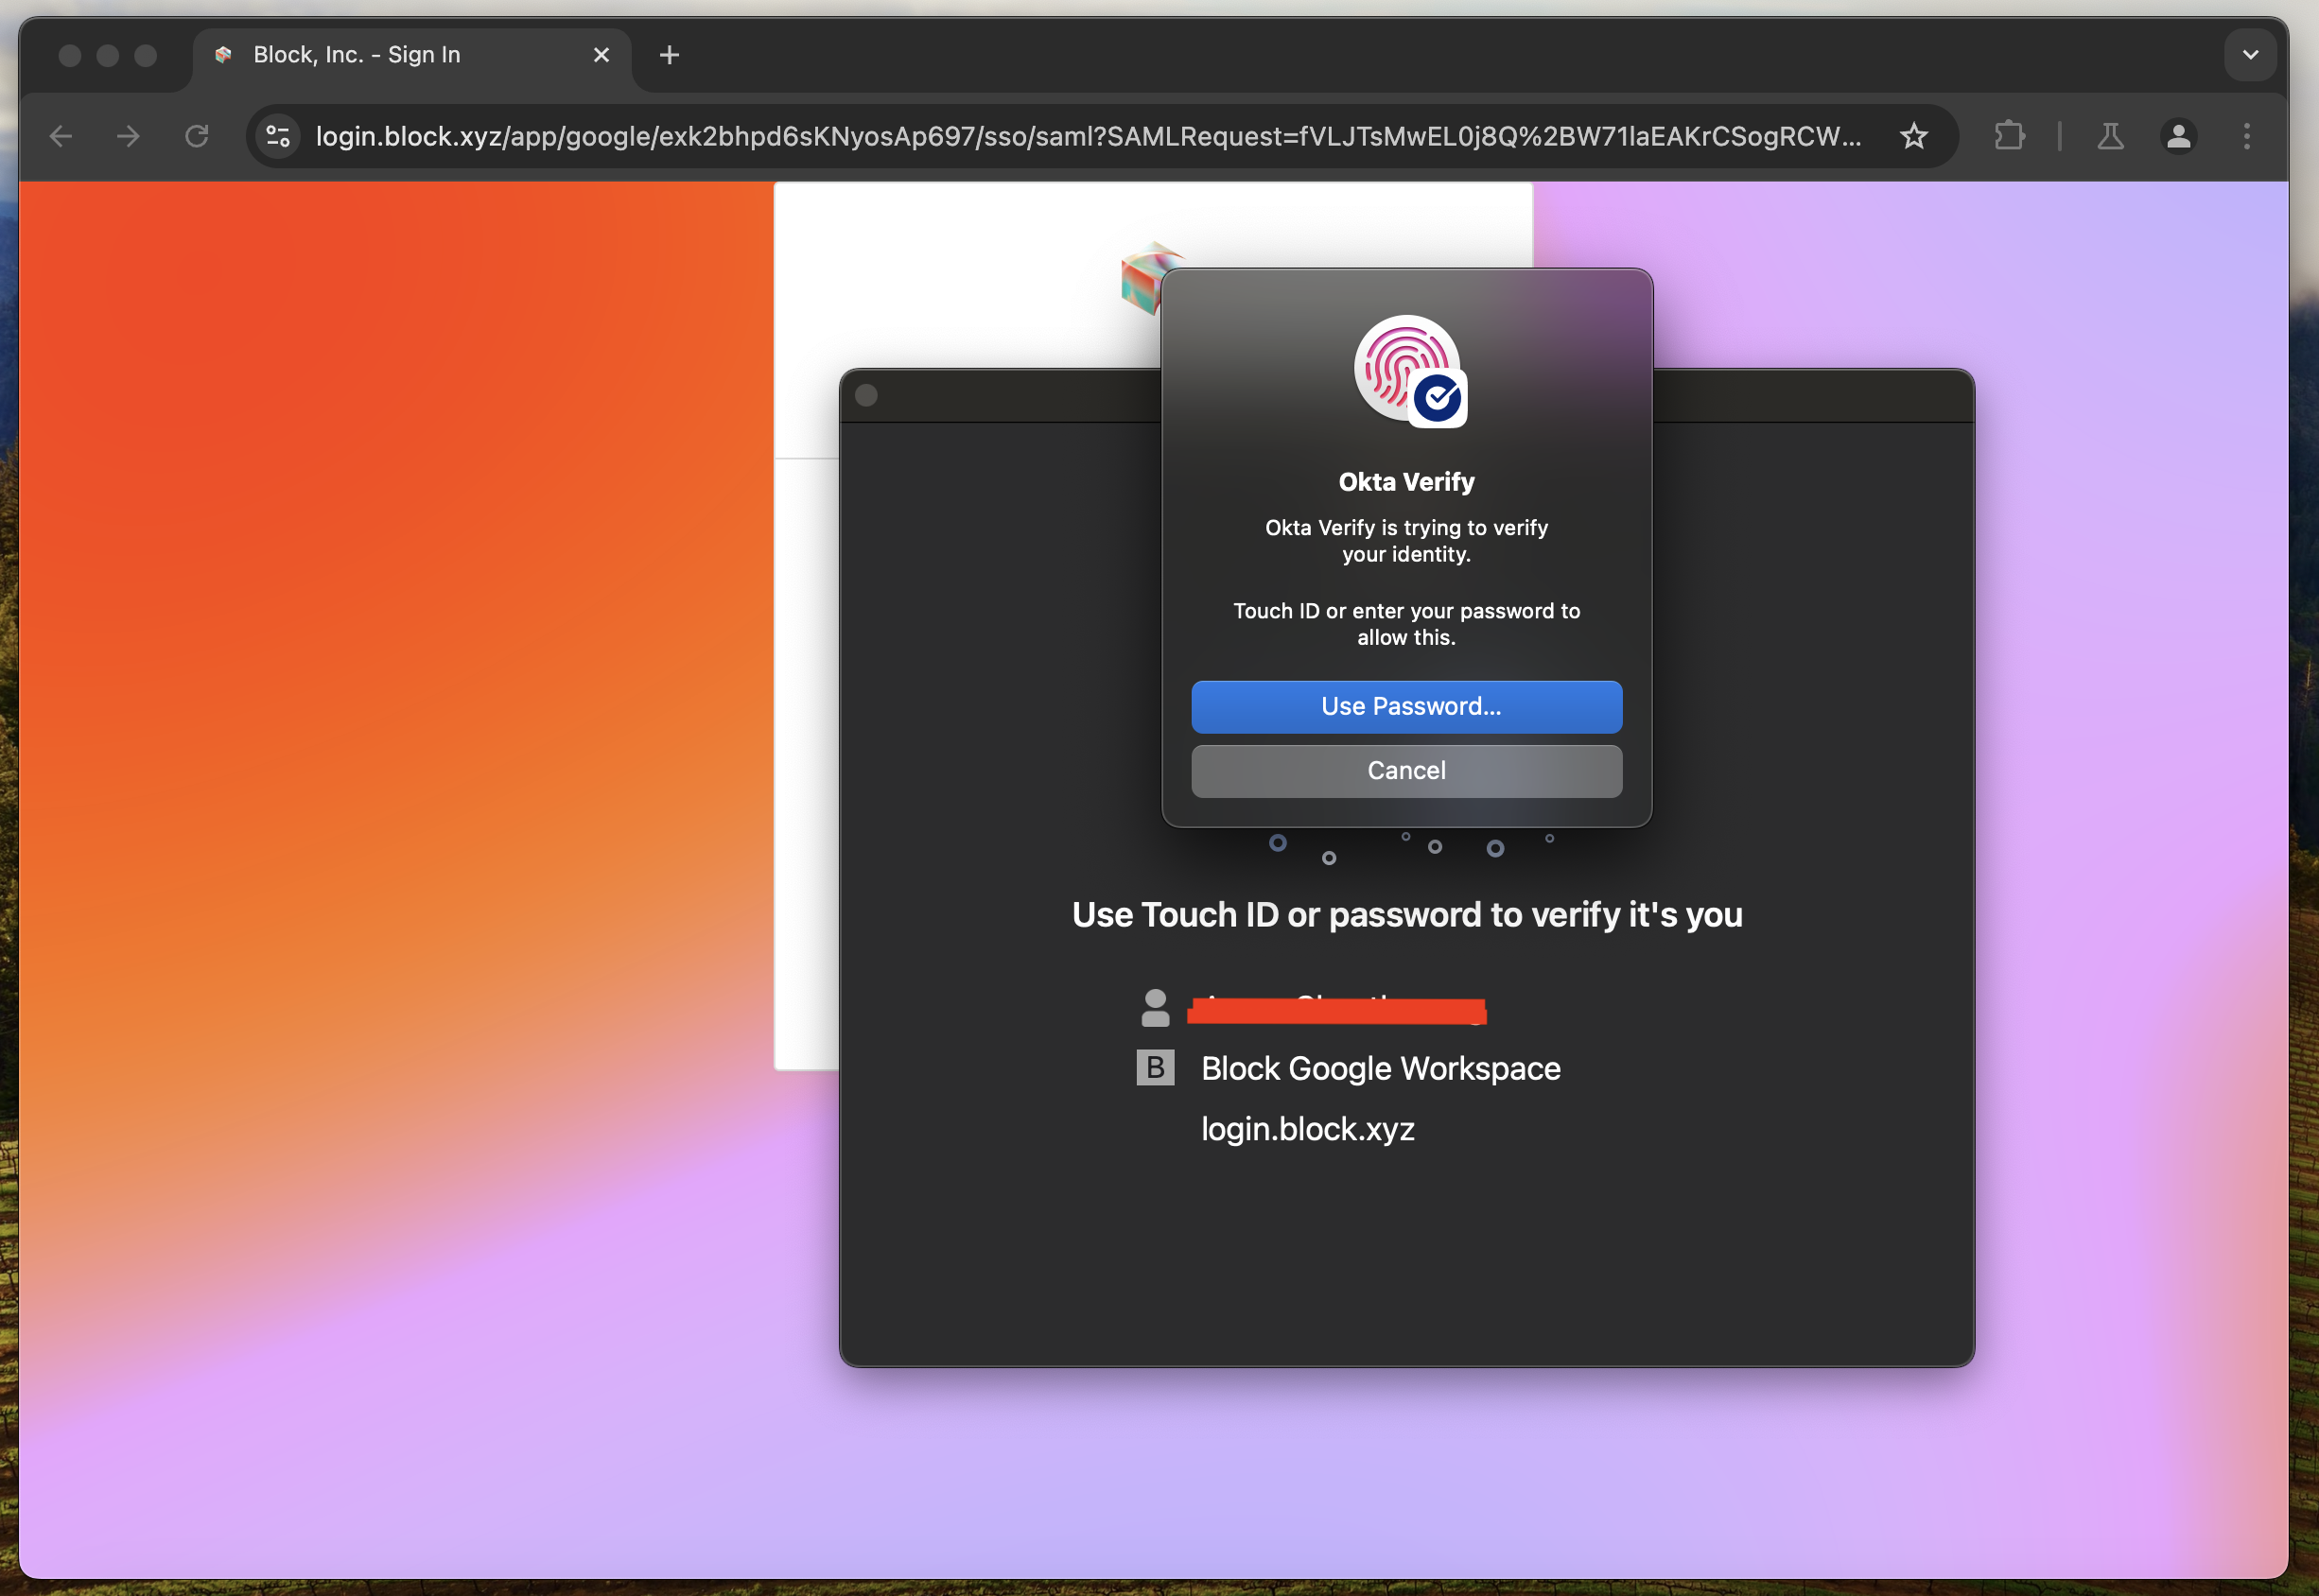 Block, Inc. - Sign In
login.block.xyz/app/google/exk2bhpd6sKNyosAp697/sso/saml?SAMLRequest=fVLJTsMwEL0j8Q%2BW71laEAKrCSogRCW...
Okta Verify
Okta Verify is trying to verify
your identity.
Touch ID or enter your password to
allow this.
Use Password...
Cancel
Use Touch ID or password to verify it's you
B Block Google Workspace
login.block.xyz